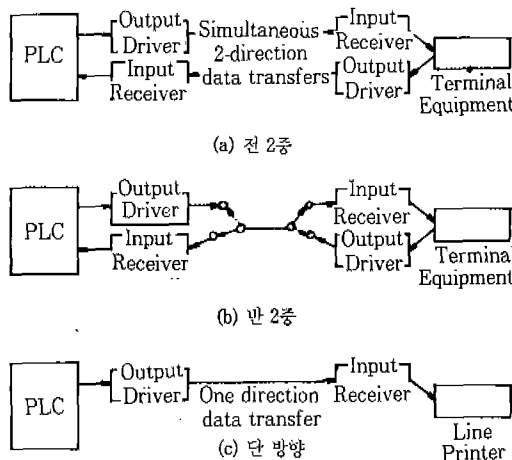 PLC
Output
Driver
Input
Receiver
Simultaneous
2-direction
data transfers
Input
Receiver
Output
Driver
Terminal
Equipment
(a) 전 2중
PLC
Output
Driver
Input
Receiver
Input
Receiver
Output
Driver
Terminal
Equipment
(b) 반 2중
PLC
Output
Driver
One direction
data transfer
Input
Receiver
Line
Printer
(c) 단 방향